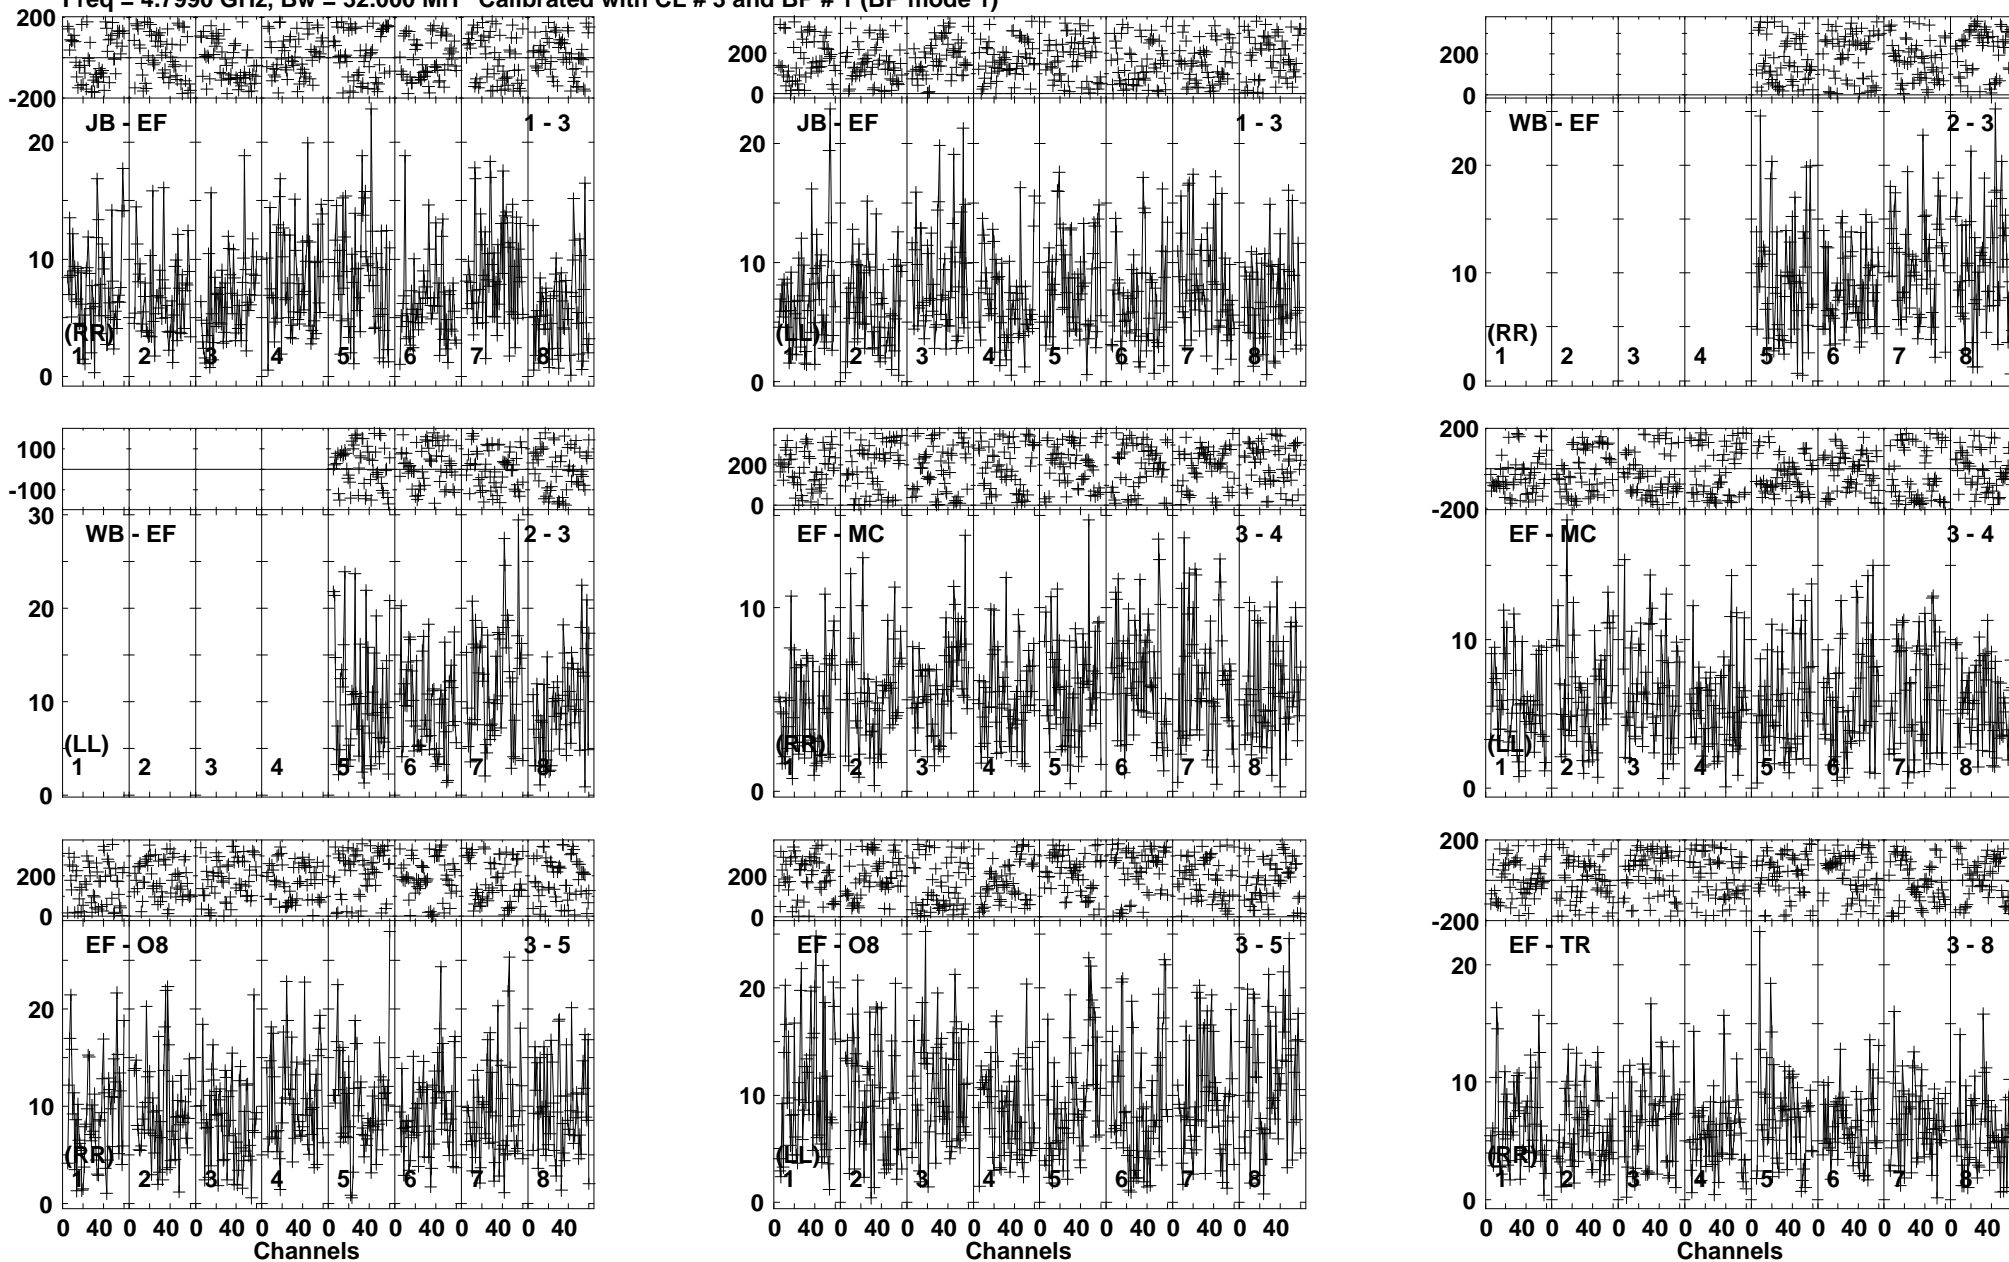 Freq = 4.7990 GHz, Bw = 32.000 MH Calibrated with CL # 3 and BP # 1 (BP mode 1)
200
-200
JB - EF 1 - 3
20
10
0
(RR)
1 2 3 4 5 6 7 8
200
0
JB - EF 1 - 3
20
10
0
(LL)
1 2 3 4 5 6 7 8
200
0
WB - EF 2 - 3
20
10
0
(RR)
1 2 3 4 5 6 7 8
100
-100
30
WB - EF 2 - 3
20
10
0
(LL)
1 2 3 4 5 6 7 8
200
0
EF - MC 3 - 4
10
0
(RR)
1 2 3 4 5 6 7 8
200
-200
EF - MC 3 - 4
10
0
(LL)
1 2 3 4 5 6 7 8
200
0
EF - O8 3 - 5
20
10
0
(RR)
1 2 3 4 5 6 7 8
0 40 0 40 0 40 0 40 0 40 0 40 0 40 0 40
Channels
200
0
EF - O8 3 - 5
20
10
0
(LL)
1 2 3 4 5 6 7 8
0 40 0 40 0 40 0 40 0 40 0 40 0 40 0 40
Channels
200
-200
EF - TR 3 - 8
20
10
0
(RR)
1 2 3 4 5 6 7 8
0 40 0 40 0 40 0 40 0 40 0 40 0 40 0 40
Channels